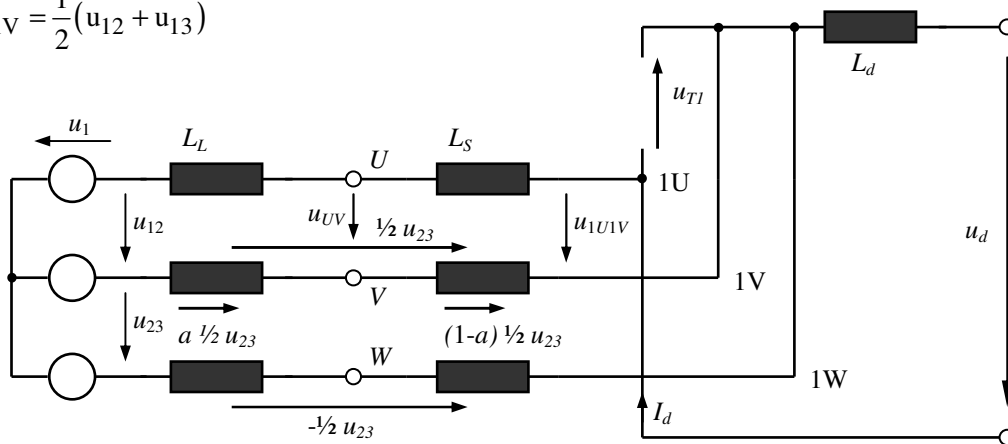 V = 1/2 (u12 + u13)
Ld
uT1
u1
LL
U
LS
1U
u12
uUV
½ u23
u1U1V
ud
V
1V
u23
a ½ u23
(1-a) ½ u23
W
1W
-½ u23
Id